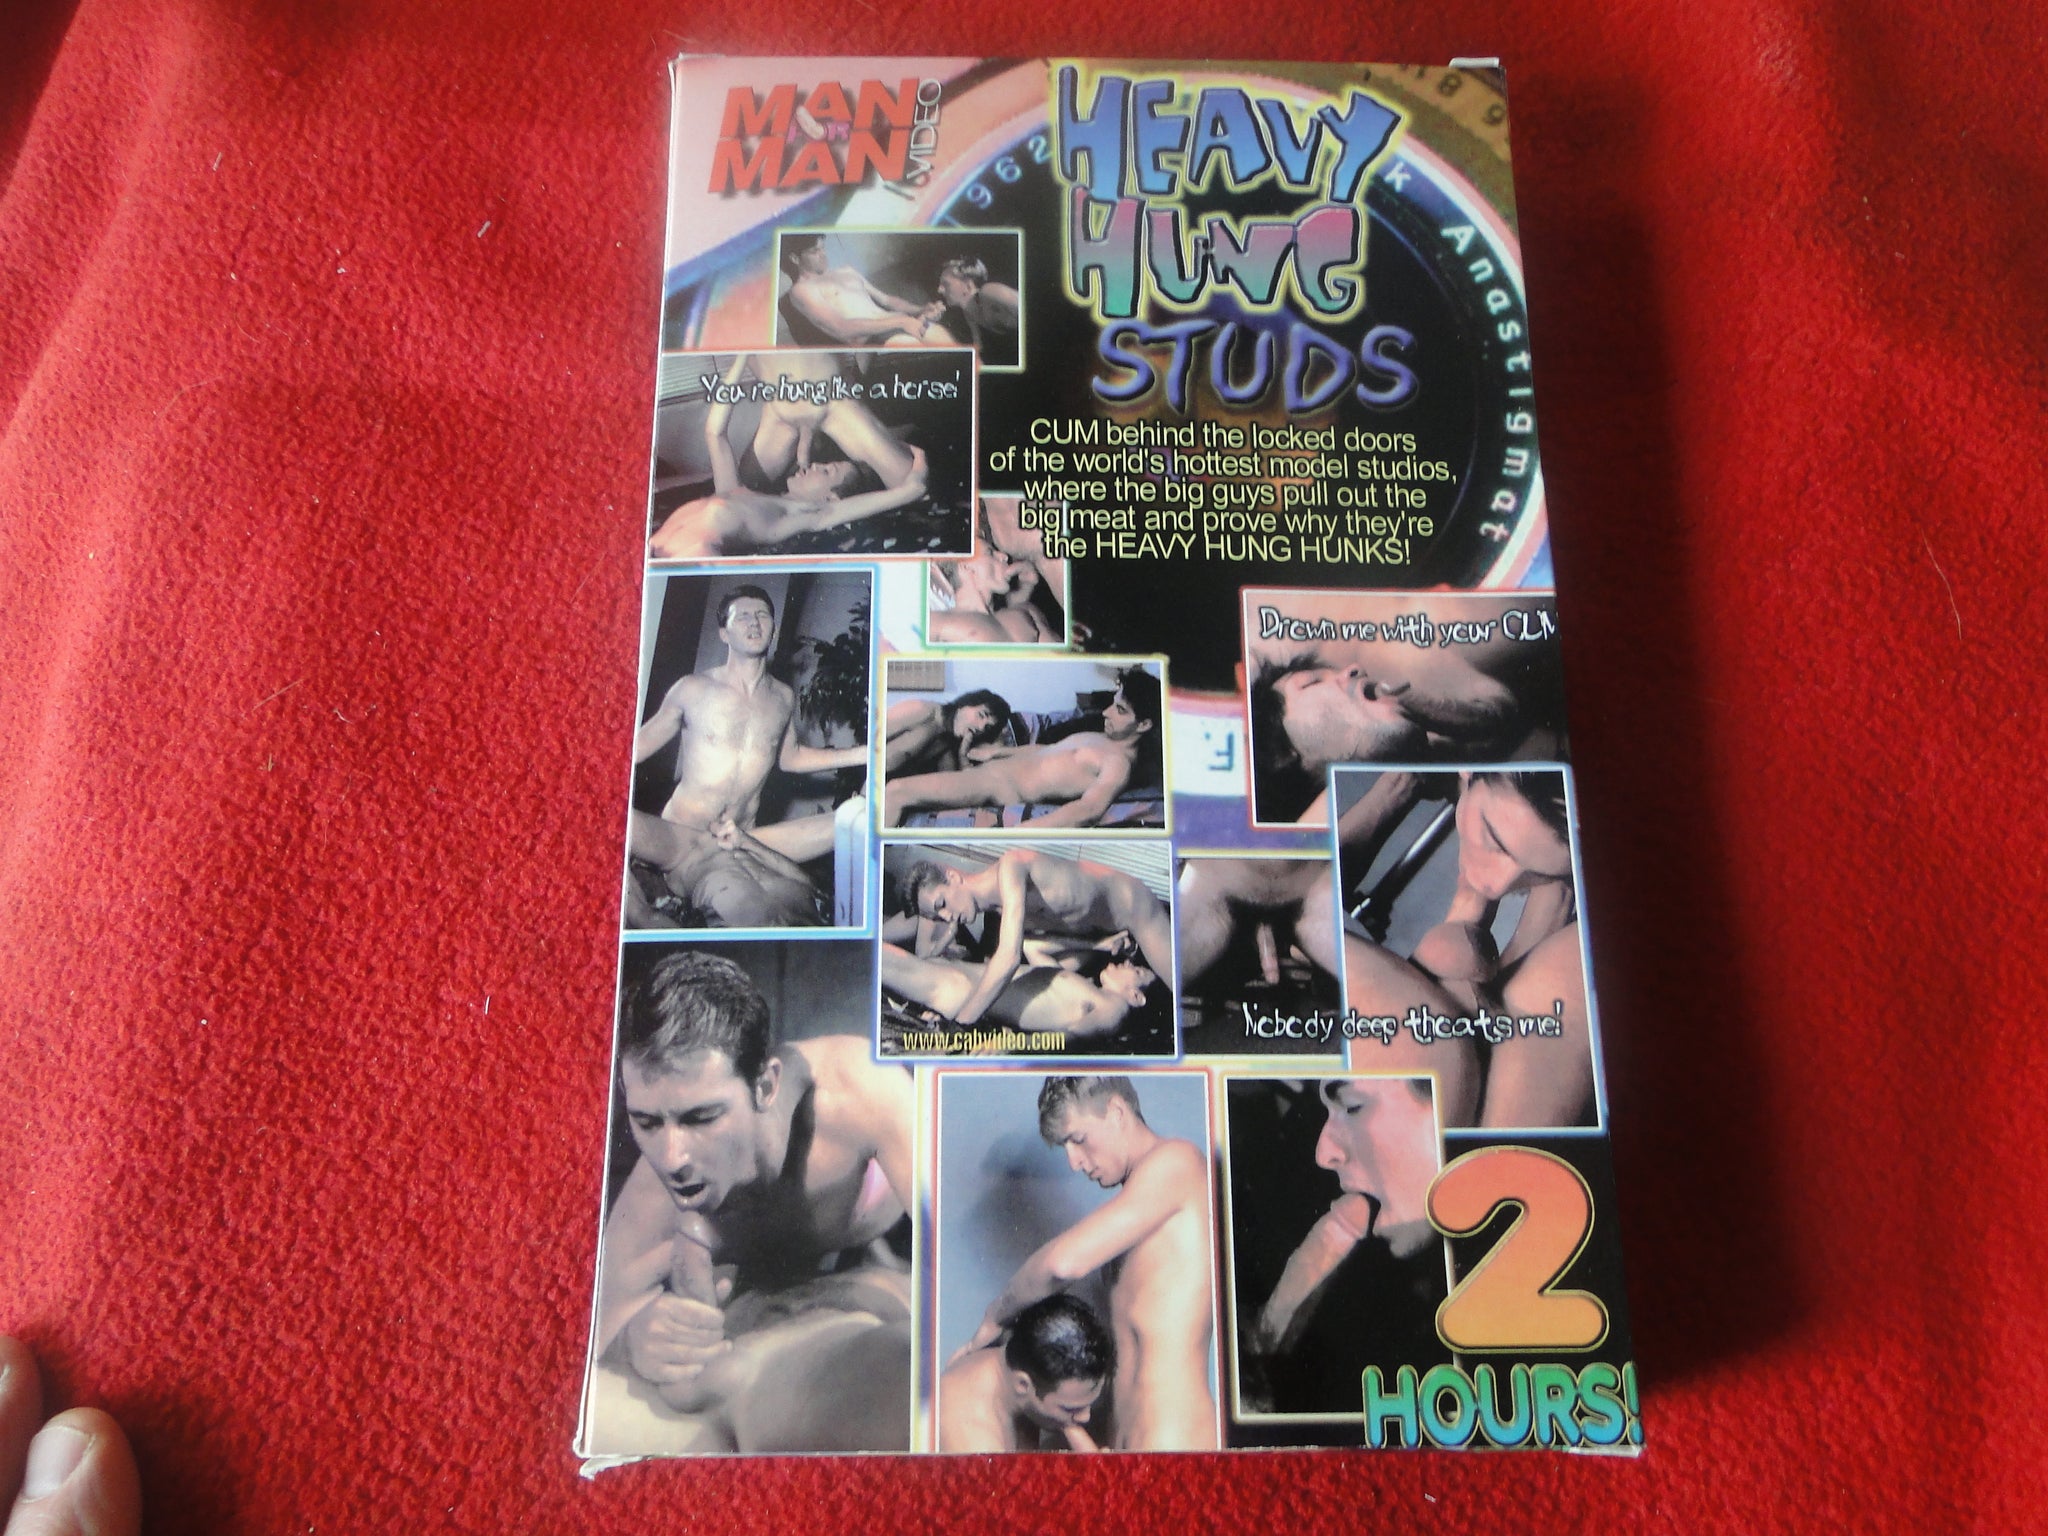 MAN
FOR
MAN
VIDEO
HEAVY
HUNG
STUDS
1962
k Anastigmat
You're hung like a horse!
CUM behind the locked doors
of the world's hottest model studios,
where the big guys pull out the
big meat and prove why they're
the HEAVY HUNG HUNKS!
Drown me with your CUM
F.
www.cabvideo.com
Nobody deep throats me!
2
HOURS!